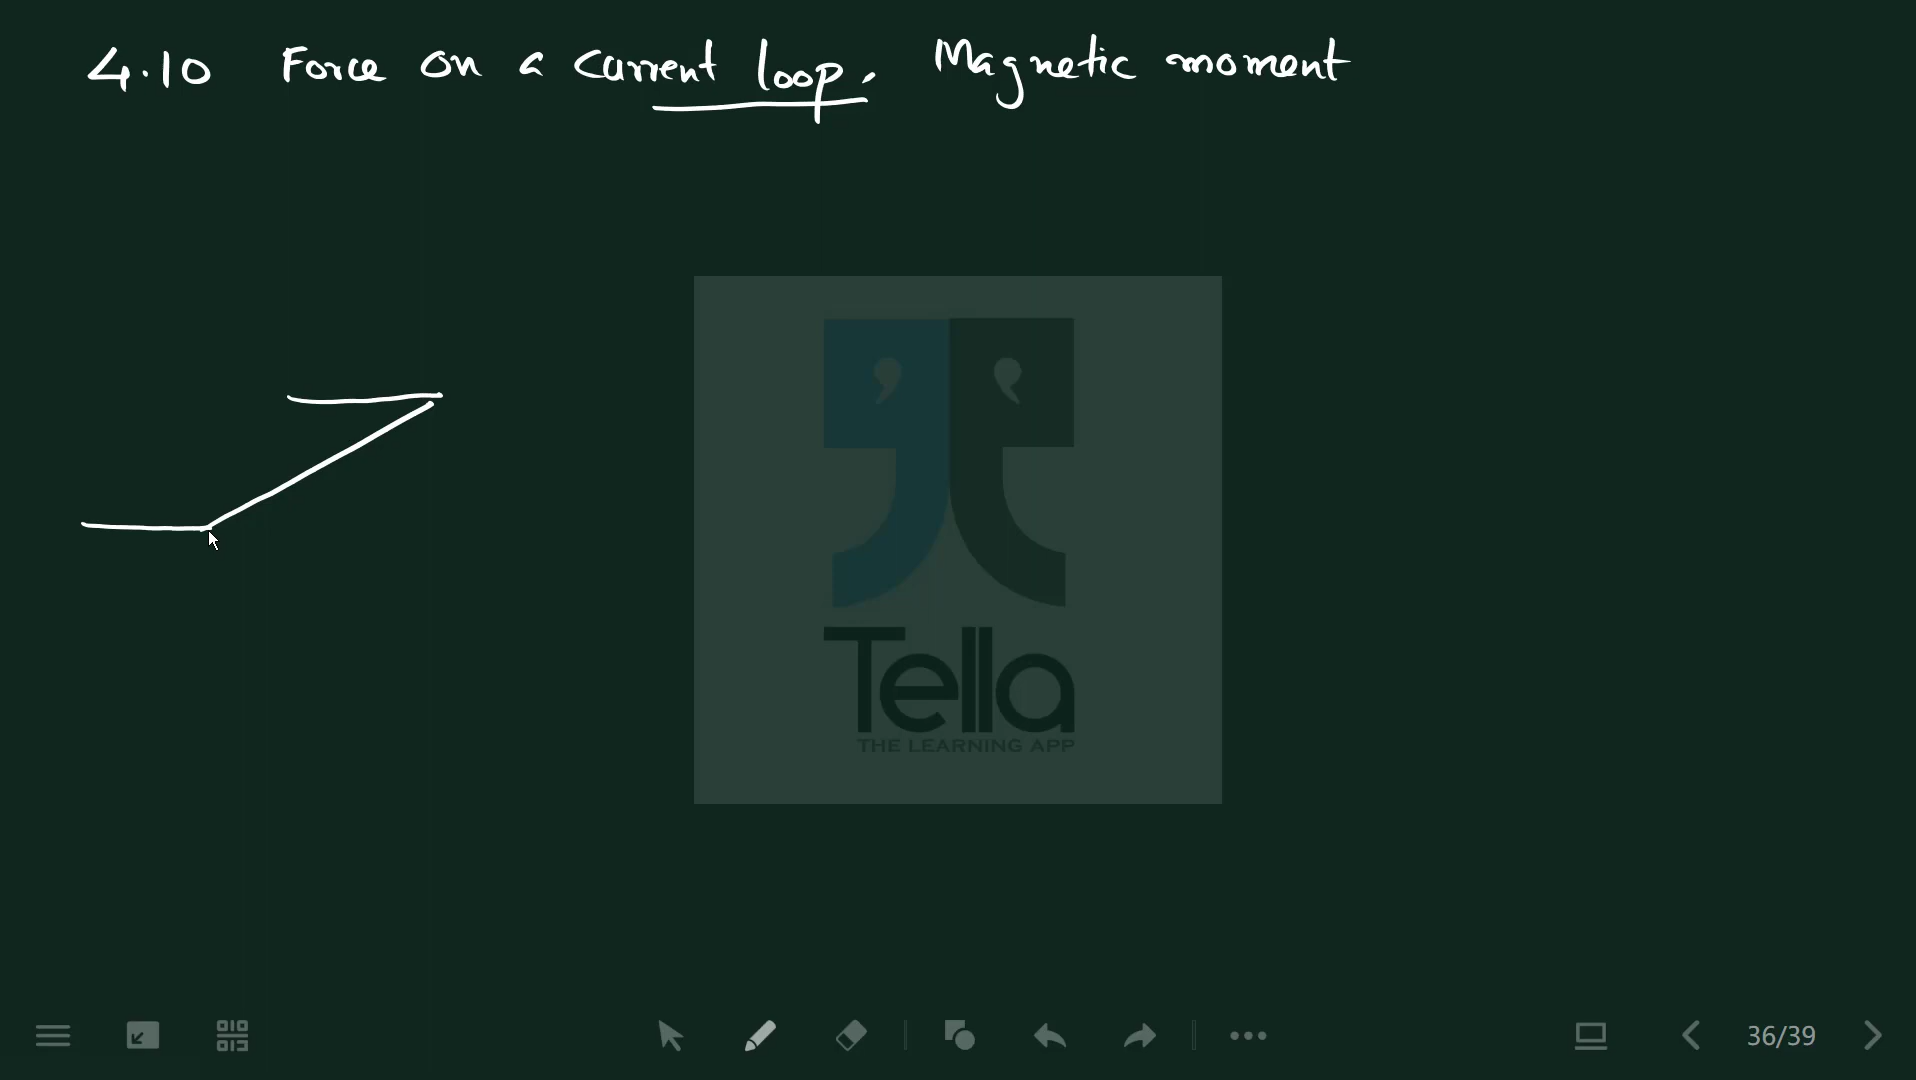 4.10 Force on a current loop. Magnetic moment
Tella
THE LEARNING APP
36/39